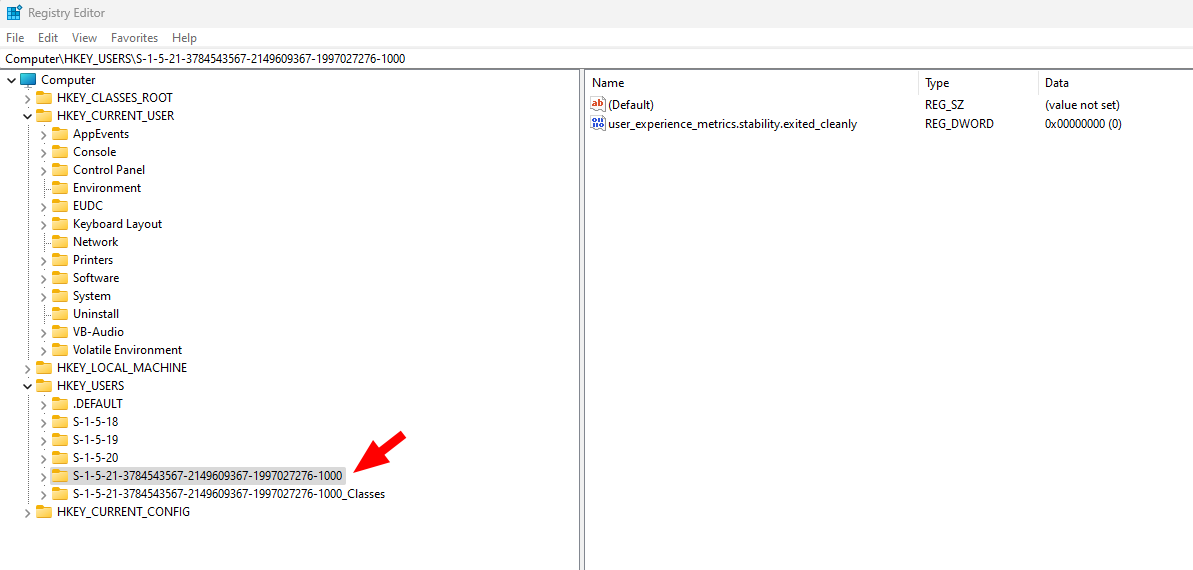 Registry Editor
File Edit View Favorites Help
Computer\HKEY_USERS\S-1-5-21-3784543567-2149609367-1997027276-1000
Computer
HKEY_CLASSES_ROOT
HKEY_CURRENT_USER
AppEvents
Console
Control Panel
Environment
EUDC
Keyboard Layout
Network
Printers
Software
System
Uninstall
VB-Audio
Volatile Environment
HKEY_LOCAL_MACHINE
HKEY_USERS
.DEFAULT
S-1-5-18
S-1-5-19
S-1-5-20
S-1-5-21-3784543567-2149609367-1997027276-1000
S-1-5-21-3784543567-2149609367-1997027276-1000_Classes
HKEY_CURRENT_CONFIG
Name Type Data
(Default) REG_SZ (value not set)
user_experience_metrics.stability.exited_cleanly REG_DWORD 0x00000000 (0)